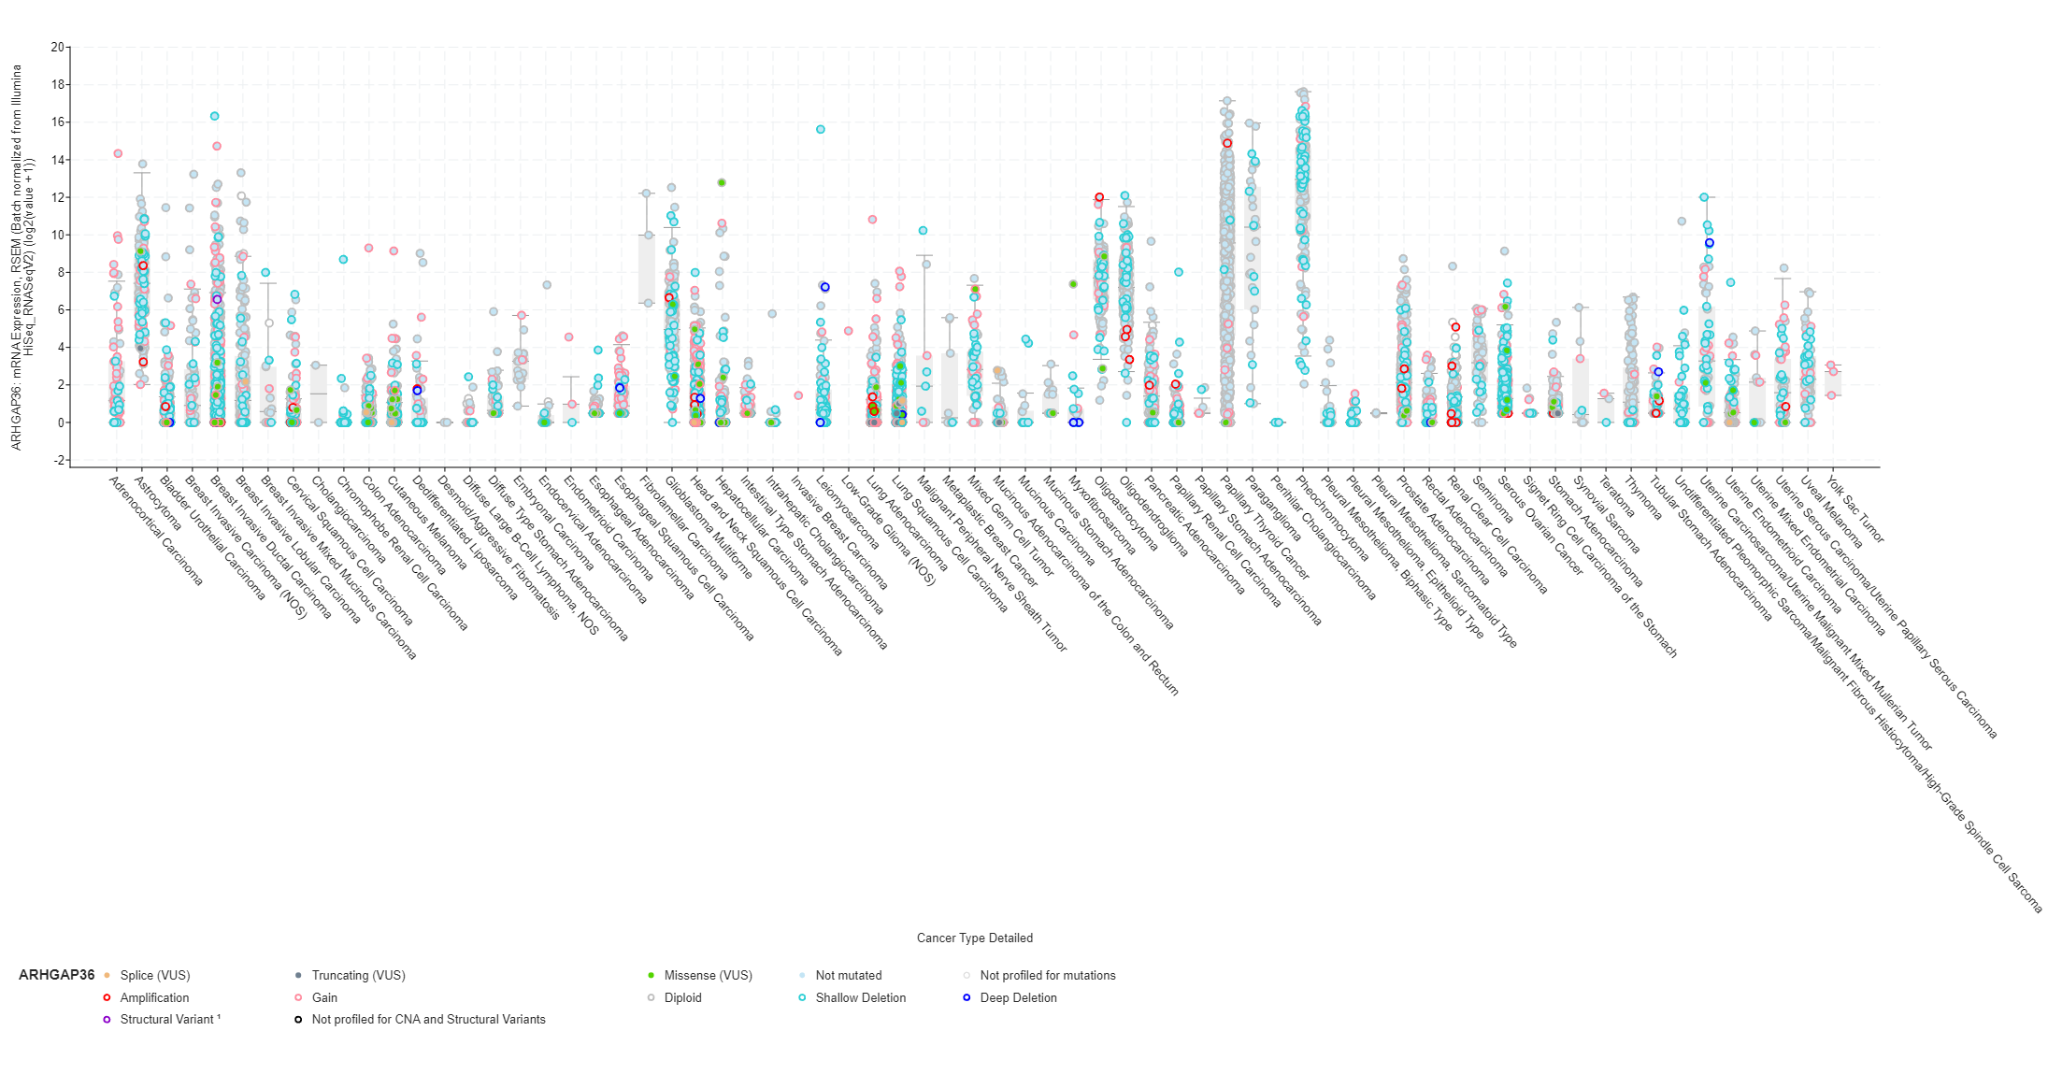 20
18
16
14
12
10
8
6
4
2
0
-2
ARHGAP36: mRNA Expression, RSEM (Batch normalized from Illumina
HiSeq_RNASeqV2) (log2(value + 1))
Adrenocortical Carcinoma
Astrocytoma
Bladder Urothelial Carcinoma
Breast Invasive Carcinoma (NOS)
Breast Invasive Ductal Carcinoma
Breast Invasive Lobular Carcinoma
Breast Invasive Mixed Mucinous Carcinoma
Cervical Squamous Cell Carcinoma
Cholangiocarcinoma
Chromophobe Renal Cell Carcinoma
Colon Adenocarcinoma
Cutaneous Melanoma
Dedifferentiated Liposarcoma
Desmoid/Aggressive Fibromatosis
Diffuse Large B-Cell Lymphoma, NOS
Diffuse Type Stomach Adenocarcinoma
Embryonal Carcinoma
Endocervical Adenocarcinoma
Endometrioid Carcinoma
Esophageal Adenocarcinoma
Esophageal Squamous Cell Carcinoma
Fibrolamellar Carcinoma
Glioblastoma Multiforme
Head and Neck Squamous Cell Carcinoma
Hepatocellular Carcinoma
Intestinal Type Stomach Adenocarcinoma
Intrahepatic Cholangiocarcinoma
Invasive Breast Carcinoma
Leiomyosarcoma
Low-Grade Glioma (NOS)
Lung Adenocarcinoma
Lung Squamous Cell Carcinoma
Malignant Peripheral Nerve Sheath Tumor
Metaplastic Breast Cancer
Mixed Germ Cell Tumor
Mucinous Adenocarcinoma of the Colon and Rectum
Mucinous Carcinoma
Mucinous Stomach Adenocarcinoma
Myxofibrosarcoma
Oligoastrocytoma
Oligodendroglioma
Pancreatic Adenocarcinoma
Papillary Renal Cell Carcinoma
Papillary Stomach Adenocarcinoma
Papillary Thyroid Cancer
Paraganglioma
Perihilar Cholangiocarcinoma
Pheochromocytoma
Pleural Mesothelioma, Biphasic Type
Pleural Mesothelioma, Epithelioid Type
Pleural Mesothelioma, Sarcomatoid Type
Prostate Adenocarcinoma
Rectal Adenocarcinoma
Renal Clear Cell Carcinoma
Seminoma
Serous Ovarian Cancer
Signet Ring Cell Carcinoma of the Stomach
Stomach Adenocarcinoma
Synovial Sarcoma
Teratoma
Thymoma
Tubular Stomach Adenocarcinoma
Undifferentiated Pleomorphic Sarcoma/Malignant Fibrous Histiocytoma/High-Grade Spindle Cell Sarcoma
Uterine Carcinosarcoma/Uterine Malignant Mixed Mullerian Tumor
Uterine Endometrioid Carcinoma
Uterine Mixed Endometrial Carcinoma
Uterine Serous Carcinoma/Uterine Papillary Serous Carcinoma
Uveal Melanoma
Yolk Sac Tumor
Cancer Type Detailed
ARHGAP36
Splice (VUS) Truncating (VUS) Missense (VUS) Not mutated Not profiled for mutations
Amplification Gain Diploid Shallow Deletion Deep Deletion
Structural Variant ¹ Not profiled for CNA and Structural Variants